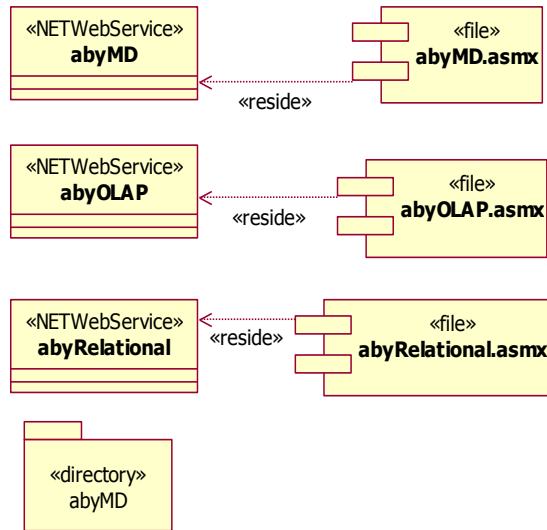 «NETWebService»
abyMD
«file»
abyMD.asmx
«reside»
«NETWebService»
abyOLAP
«file»
abyOLAP.asmx
«reside»
«NETWebService»
abyRelational
«file»
abyRelational.asmx
«reside»
«directory»
abyMD